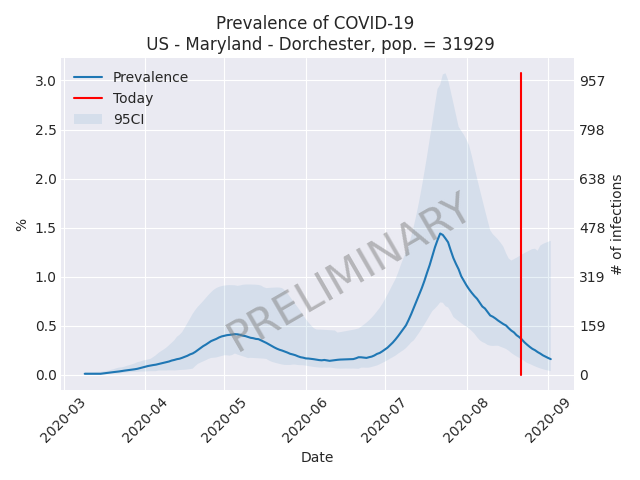 Prevalence of COVID-19
US - Maryland - Dorchester, pop. = 31929
Prevalence
Today
95CI
PRELIMINARY
%
3.0
2.5
2.0
1.5
1.0
0.5
0.0
957
798
638
478
319
159
0
# of infections
2020-03
2020-04
2020-05
2020-06
2020-07
2020-08
2020-09
Date